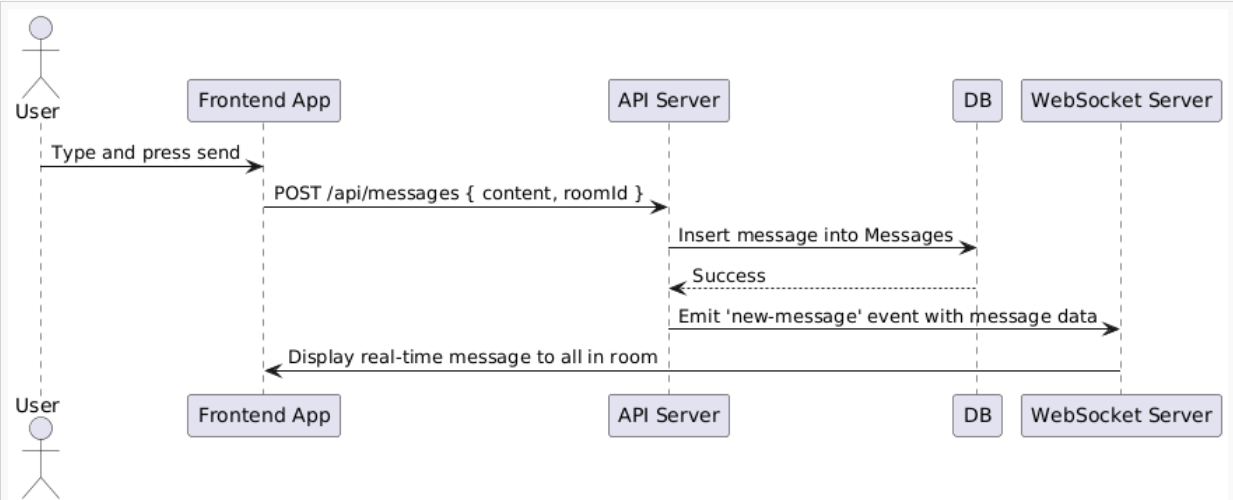 User
Frontend App
API Server
DB
WebSocket Server
Type and press send
POST /api/messages { content, roomId }
Insert message into Messages
Success
Emit 'new-message' event with message data
Display real-time message to all in room
User
Frontend App
API Server
DB
WebSocket Server